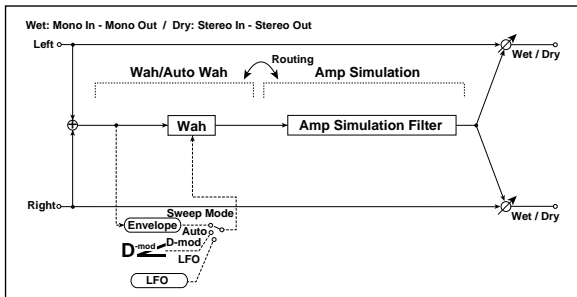 Wet: Mono In - Mono Out / Dry: Stereo In - Stereo Out
Left
Wet / Dry
Routing
Wah/Auto Wah
Amp Simulation
Wah
Amp Simulation Filter
Right
Wet / Dry
Sweep Mode
Envelope
Auto
D-mod
D-mod
LFO
LFO